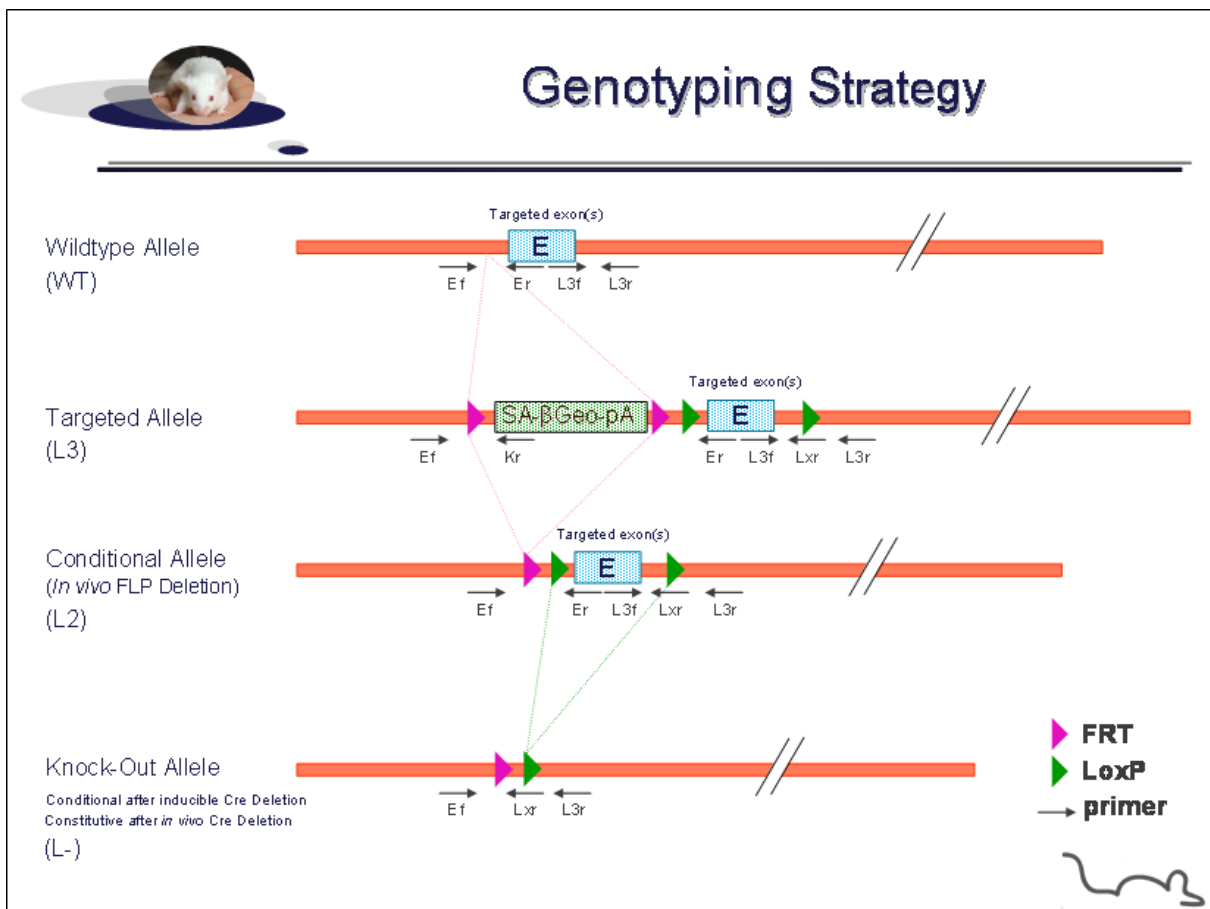 Genotyping Strategy
Targeted exon(s)
Wildtype Allele
(WT)
E
Ef
Er
L3f
L3r
Targeted exon(s)
Targeted Allele
(L3)
SA-βGeo-pA
E
Ef
Kr
Er
L3f
Lxr
L3r
Targeted exon(s)
Conditional Allele
(In vivo FLP Deletion)
(L2)
E
Ef
Er
L3f
Lxr
L3r
Knock-Out Allele
Conditional after inducible Cre Deletion
Constitutive after in vivo Cre Deletion
(L-)
Ef
Lxr
L3r
FRT
LoxP
primer